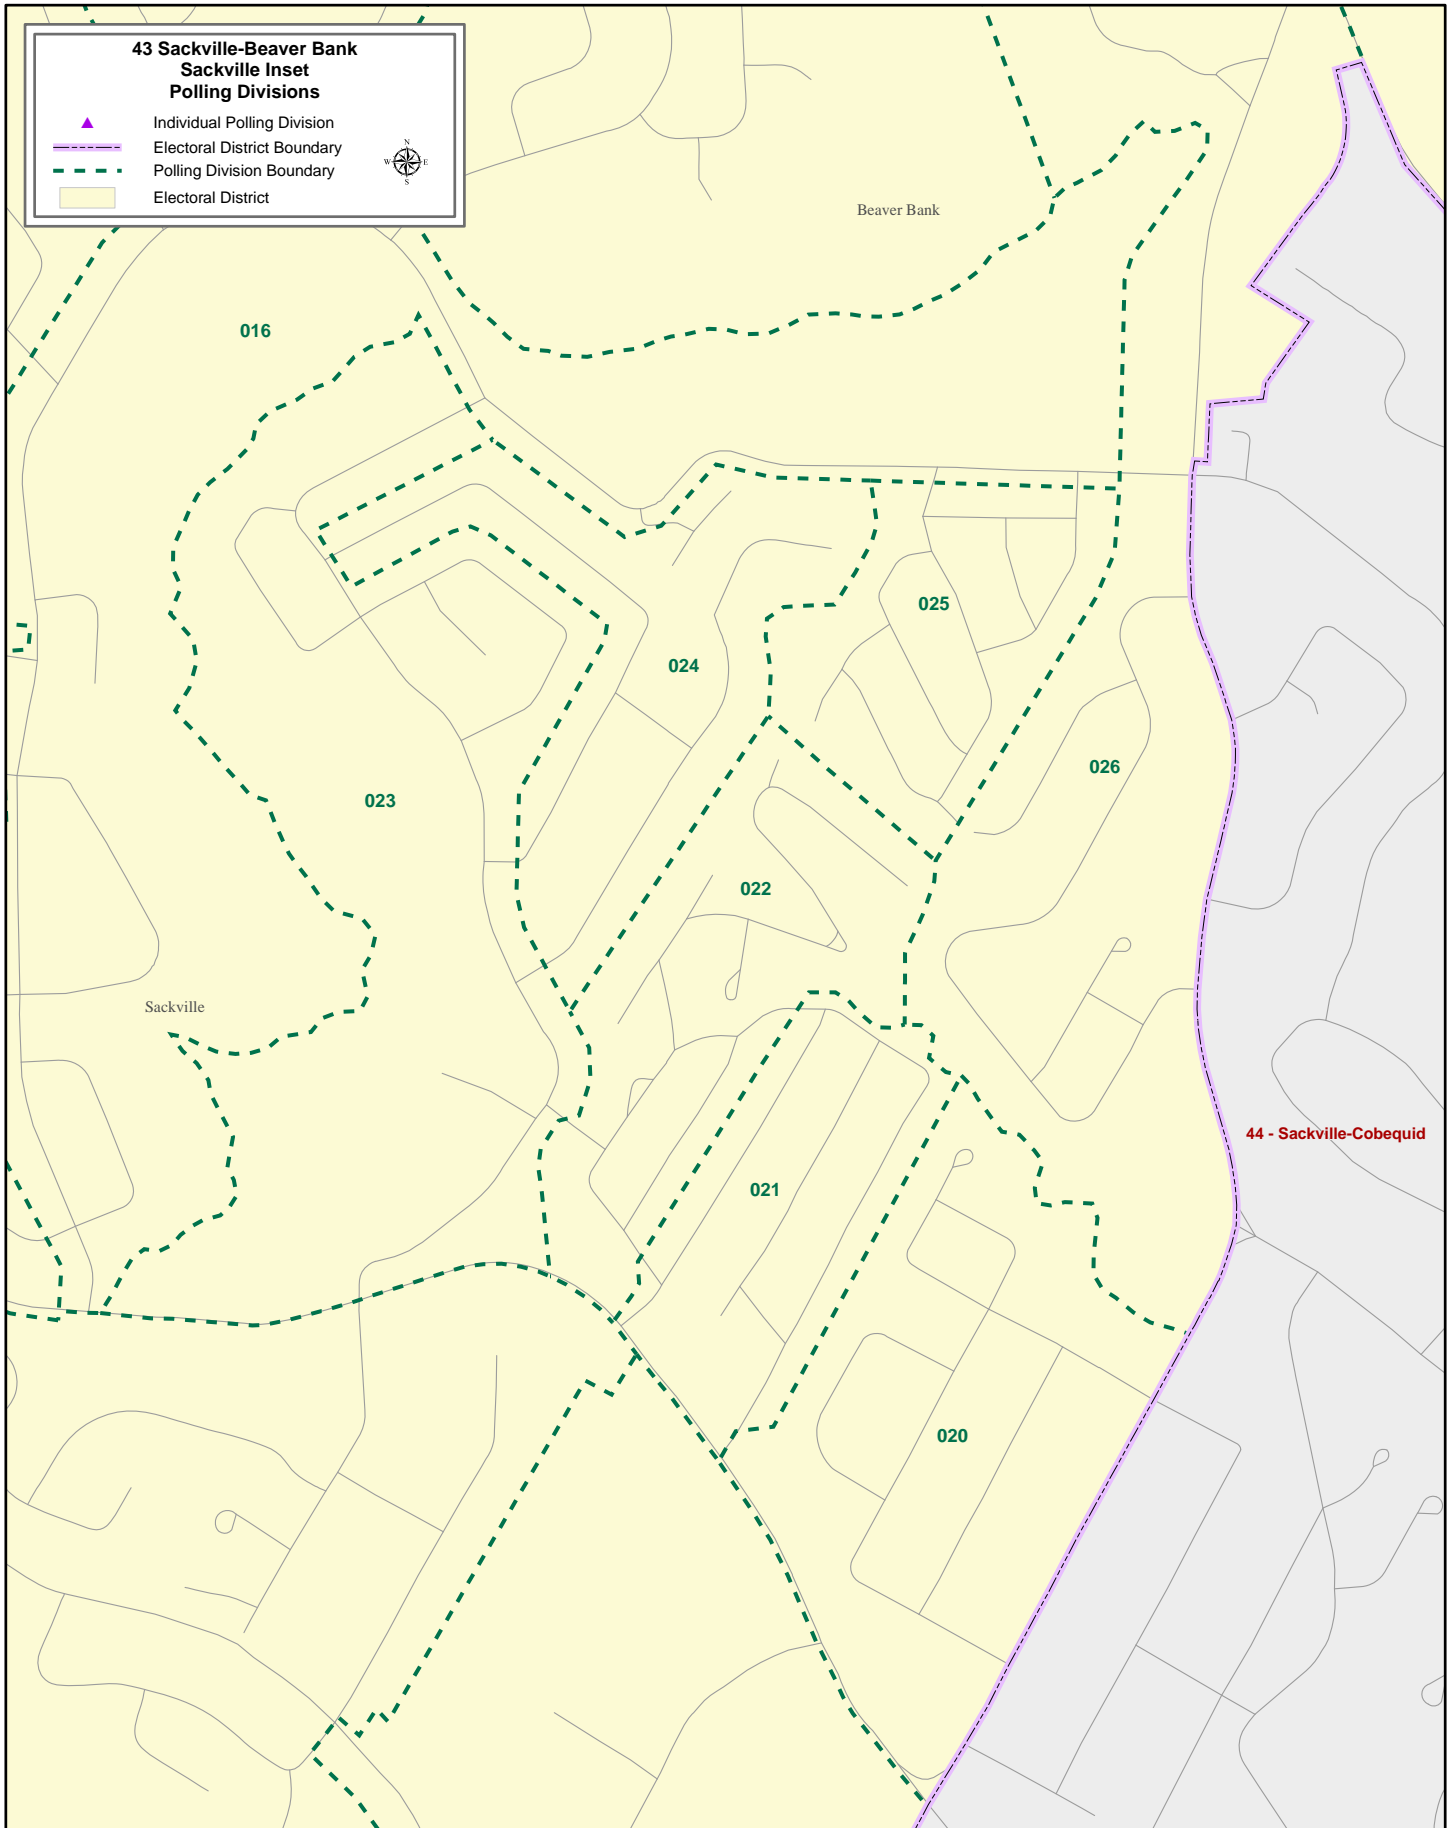 43 Sackville-Beaver Bank
Sackville Inset
Polling Divisions
Individual Polling Division
Electoral District Boundary
Polling Division Boundary
Electoral District
N
W E
S
Beaver Bank
016
025
024
026
023
022
Sackville
44 - Sackville-Cobequid
021
020